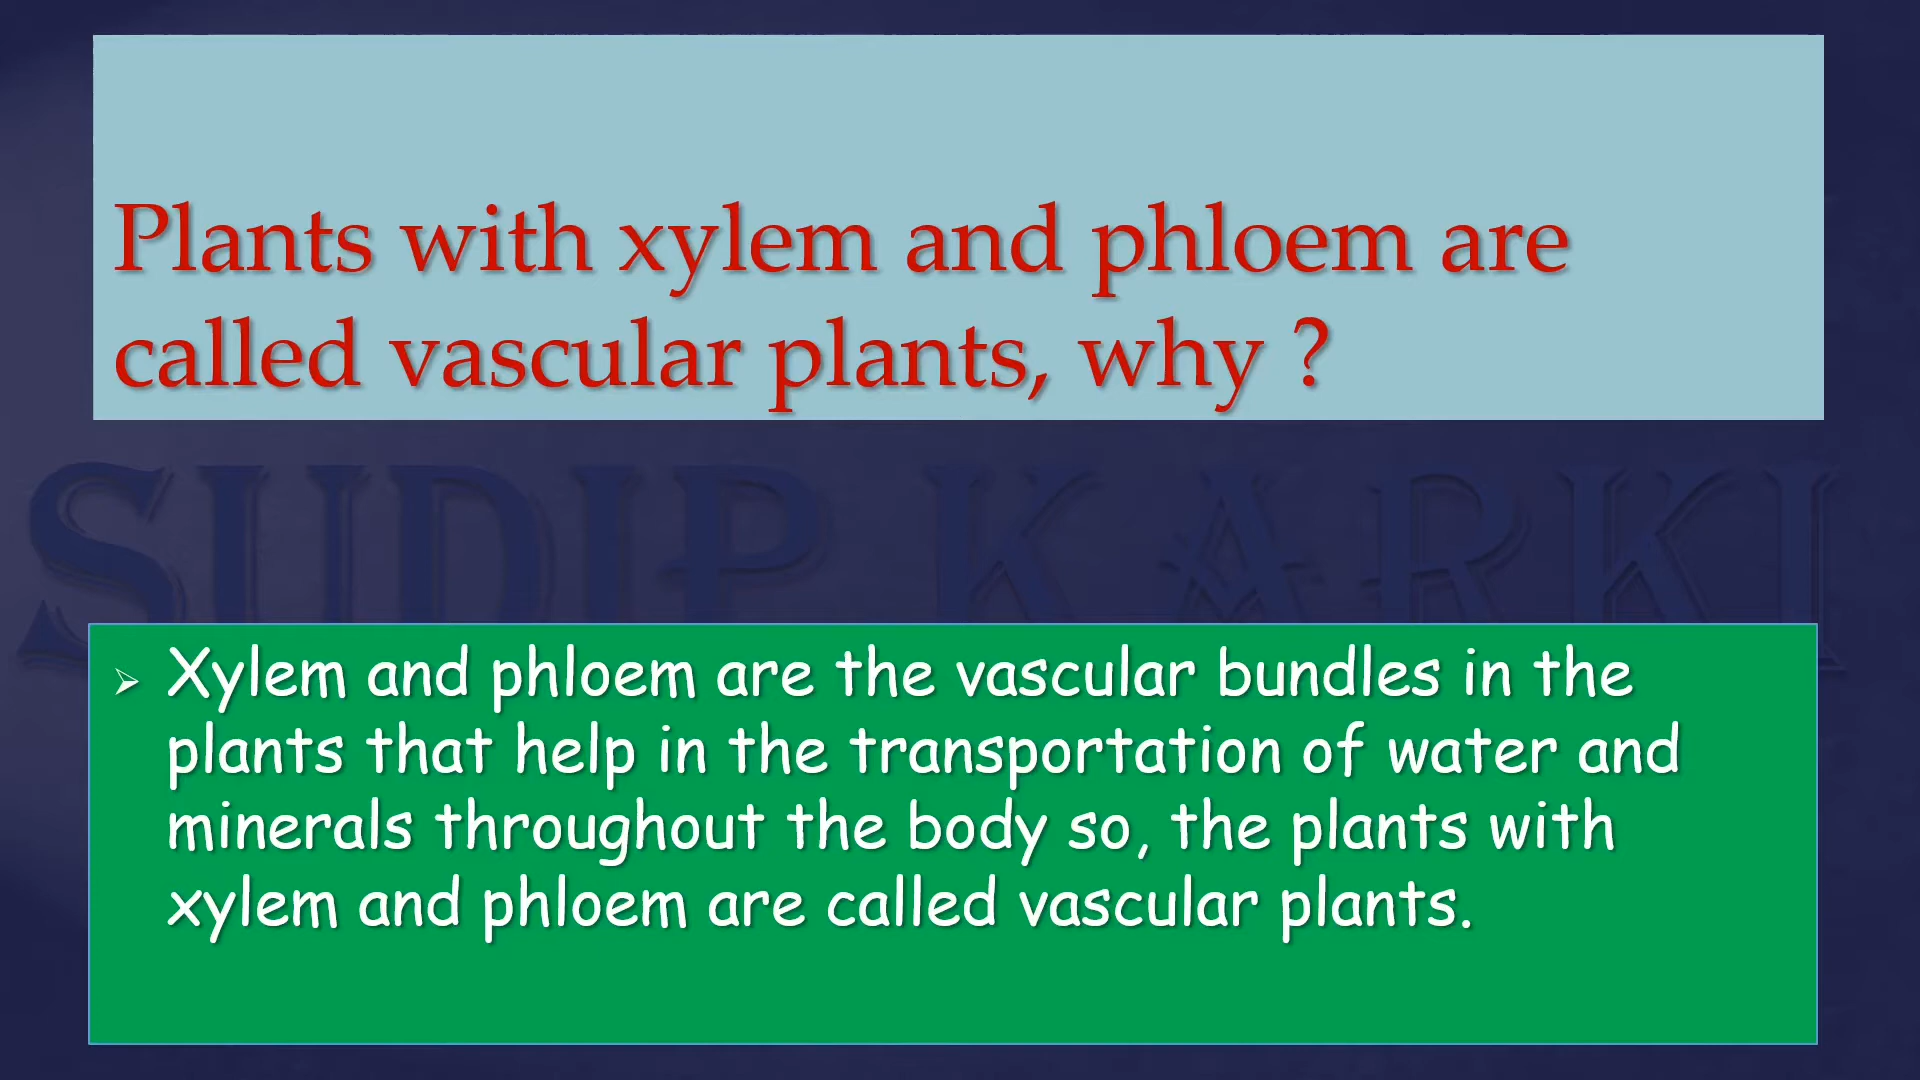 Plants with xylem and phloem are
called vascular plants, why ?
SUDIP KARKI
➢ Xylem and phloem are the vascular bundles in the
plants that help in the transportation of water and
minerals throughout the body so, the plants with
xylem and phloem are called vascular plants.